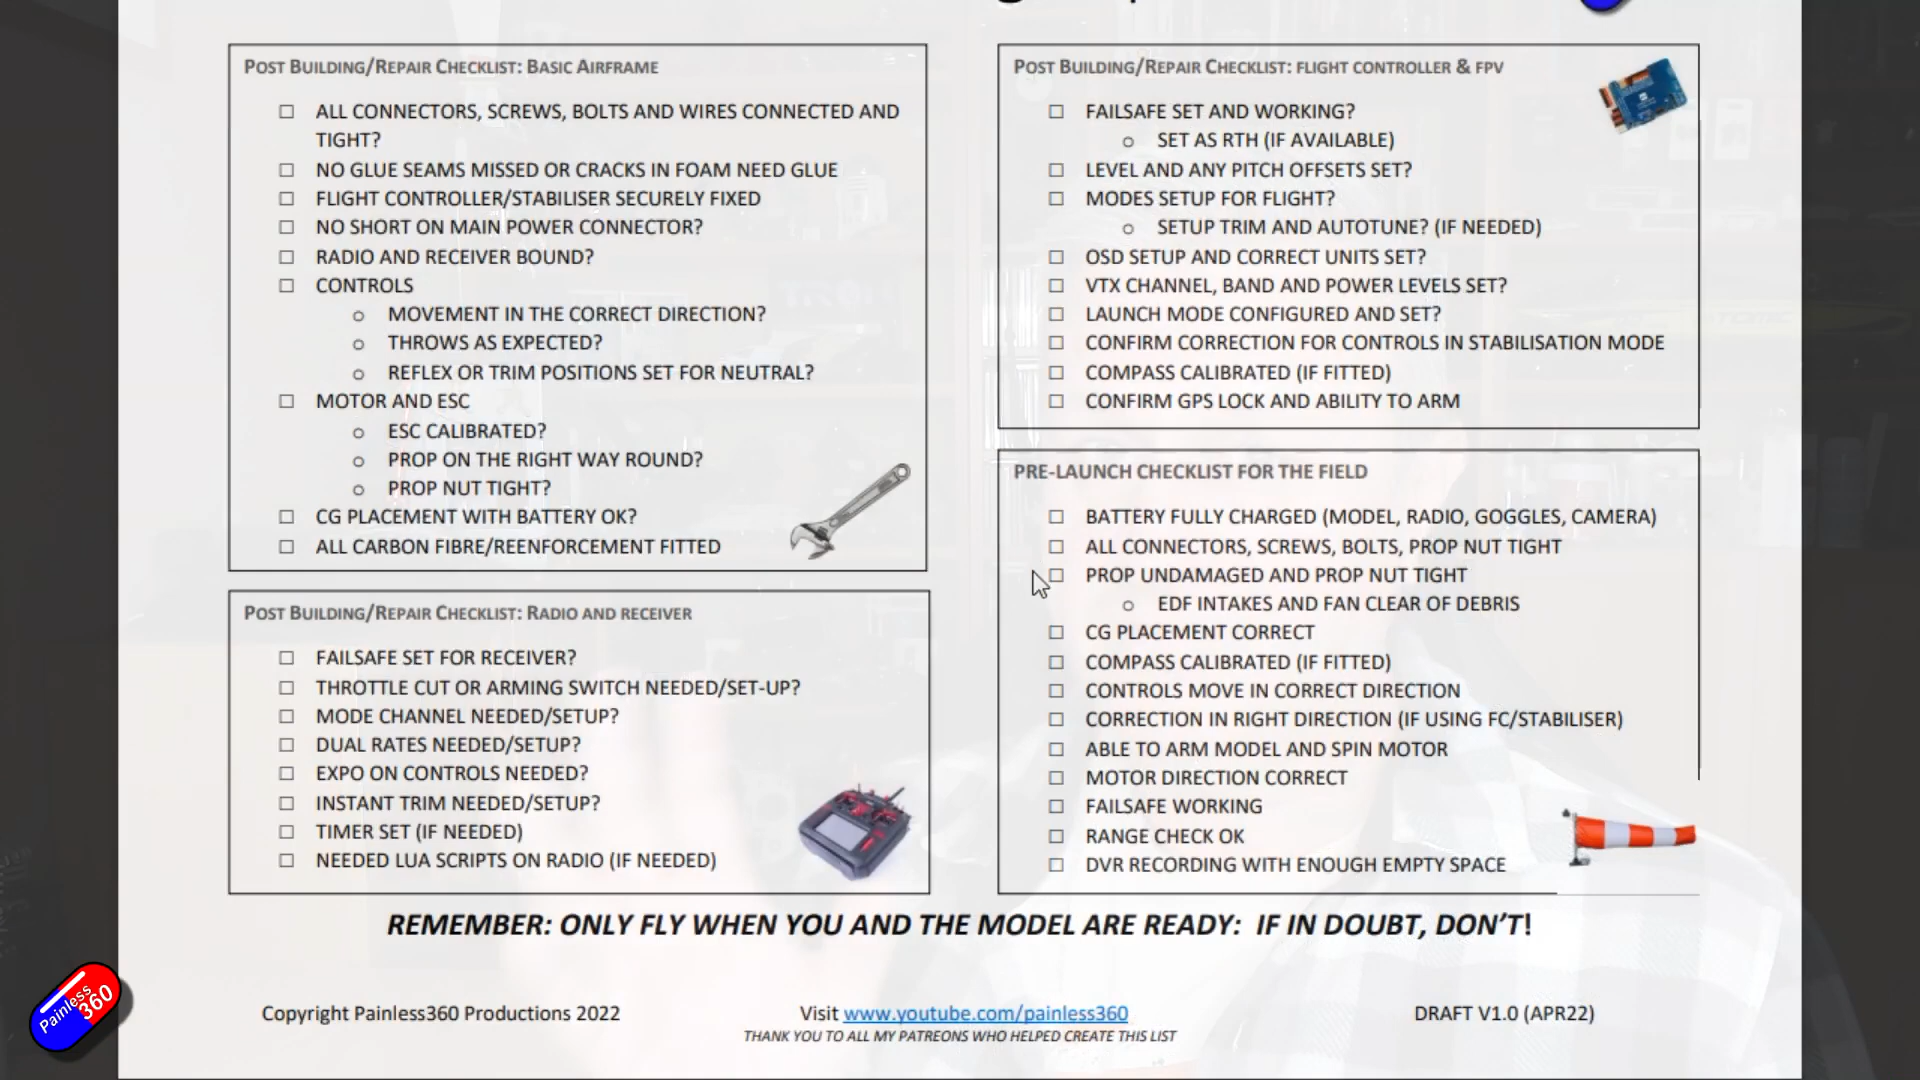 POST BUILDING/REPAIR CHECKLIST: BASIC AIRFRAME
ALL CONNECTORS, SCREWS, BOLTS AND WIRES CONNECTED AND
TIGHT?
NO GLUE SEAMS MISSED OR CRACKS IN FOAM NEED GLUE
FLIGHT CONTROLLER/STABILISER SECURELY FIXED
NO SHORT ON MAIN POWER CONNECTOR?
RADIO AND RECEIVER BOUND?
CONTROLS
MOVEMENT IN THE CORRECT DIRECTION?
THROWS AS EXPECTED?
REFLEX OR TRIM POSITIONS SET FOR NEUTRAL?
MOTOR AND ESC
ESC CALIBRATED?
PROP ON THE RIGHT WAY ROUND?
PROP NUT TIGHT?
CG PLACEMENT WITH BATTERY OK?
ALL CARBON FIBRE/REENFORCEMENT FITTED
POST BUILDING/REPAIR CHECKLIST: RADIO AND RECEIVER
FAILSAFE SET FOR RECEIVER?
THROTTLE CUT OR ARMING SWITCH NEEDED/SET-UP?
MODE CHANNEL NEEDED/SETUP?
DUAL RATES NEEDED/SETUP?
EXPO ON CONTROLS NEEDED?
INSTANT TRIM NEEDED/SETUP?
TIMER SET (IF NEEDED)
NEEDED LUA SCRIPTS ON RADIO (IF NEEDED)
POST BUILDING/REPAIR CHECKLIST: FLIGHT CONTROLLER & FPV
FAILSAFE SET AND WORKING?
SET AS RTH (IF AVAILABLE)
LEVEL AND ANY PITCH OFFSETS SET?
MODES SETUP FOR FLIGHT?
SETUP TRIM AND AUTOTUNE? (IF NEEDED)
OSD SETUP AND CORRECT UNITS SET?
VTX CHANNEL, BAND AND POWER LEVELS SET?
LAUNCH MODE CONFIGURED AND SET?
CONFIRM CORRECTION FOR CONTROLS IN STABILISATION MODE
COMPASS CALIBRATED (IF FITTED)
CONFIRM GPS LOCK AND ABILITY TO ARM
PRE-LAUNCH CHECKLIST FOR THE FIELD
BATTERY FULLY CHARGED (MODEL, RADIO, GOGGLES, CAMERA)
ALL CONNECTORS, SCREWS, BOLTS, PROP NUT TIGHT
PROP UNDAMAGED AND PROP NUT TIGHT
EDF INTAKES AND FAN CLEAR OF DEBRIS
CG PLACEMENT CORRECT
COMPASS CALIBRATED (IF FITTED)
CONTROLS MOVE IN CORRECT DIRECTION
CORRECTION IN RIGHT DIRECTION (IF USING FC/STABILISER)
ABLE TO ARM MODEL AND SPIN MOTOR
MOTOR DIRECTION CORRECT
FAILSAFE WORKING
RANGE CHECK OK
DVR RECORDING WITH ENOUGH EMPTY SPACE
REMEMBER: ONLY FLY WHEN YOU AND THE MODEL ARE READY: IF IN DOUBT, DON'T!
Copyright Painless360 Productions 2022
Visit www.youtube.com/painless360
DRAFT V1.0 (APR22)
THANK YOU TO ALL MY PATREONS WHO HELPED CREATE THIS LIST
Painless
360